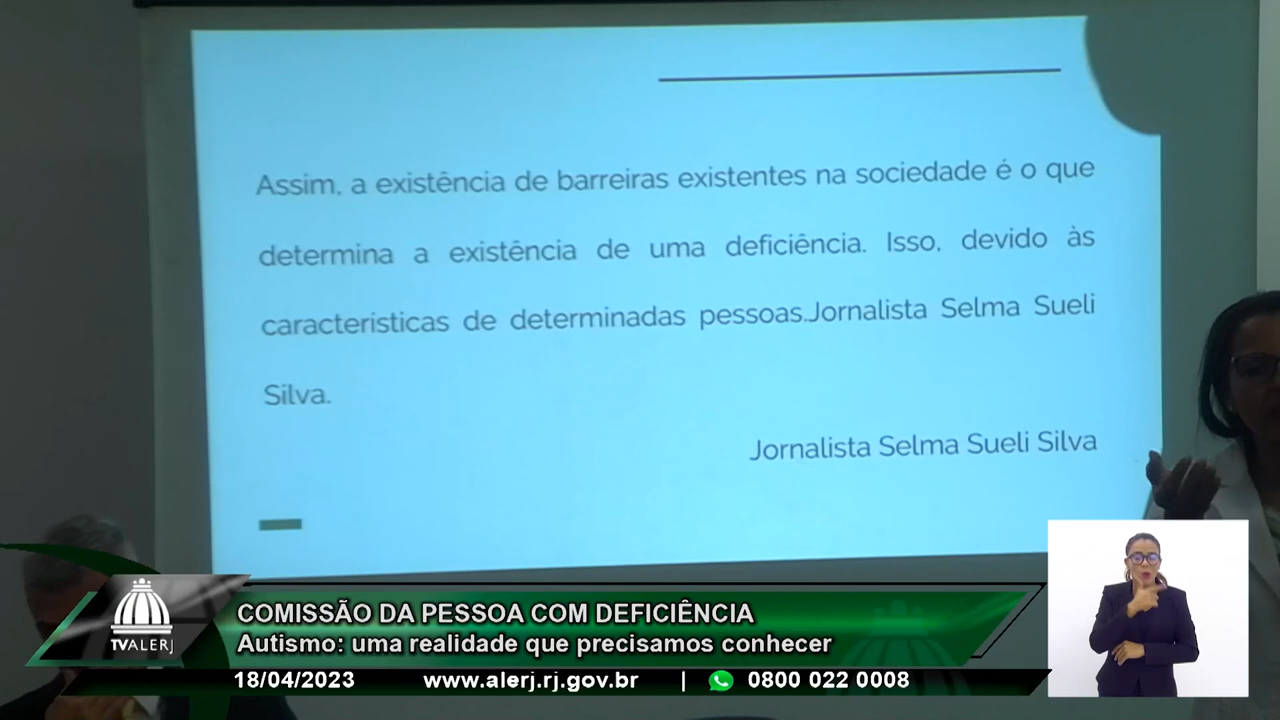 Assim, a existência de barreiras existentes na sociedade é o que
determina a existência de uma deficiência. Isso, devido às
características de determinadas pessoas.Jornalista Selma Sueli
Silva.
Jornalista Selma Sueli Silva
TVALERJ
COMISSÃO DA PESSOA COM DEFICIÊNCIA
Autismo: uma realidade que precisamos conhecer
18/04/2023 www.alerj.rj.gov.br | 0800 022 0008